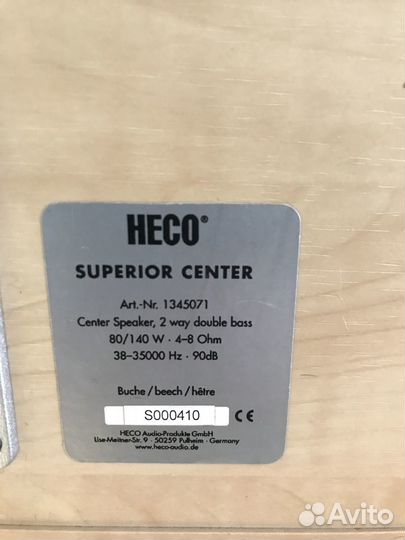 HECO®
SUPERIOR CENTER
Art.-Nr. 1345071
Center Speaker, 2 way double bass
80/140 W · 4–8 Ohm
38–35000 Hz · 90dB
Buche/beech/hêtre
S000410 CE
HECO Audio-Produkte GmbH
Lise-Meitner-Str. 9 · 50259 Pulheim · Germany
www.heco-audio.de
Avito